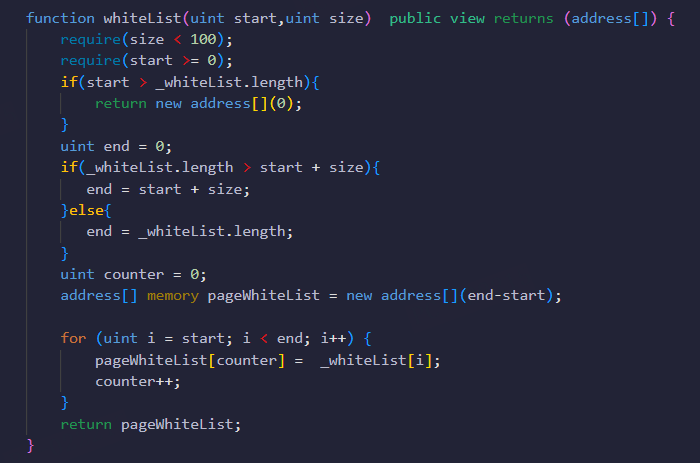 function whiteList(uint start,uint size)  public view returns (address[]) {
    require(size < 100);
    require(start >= 0);
    if(start > _whiteList.length){
        return new address[](0);
    }
    uint end = 0;
    if(_whiteList.length > start + size){
       end = start + size;
    }else{
       end = _whiteList.length;
    }
    uint counter = 0;
    address[] memory pageWhiteList = new address[](end-start);

    for (uint i = start; i < end; i++) {
        pageWhiteList[counter] =  _whiteList[i];
        counter++;
    }
    return pageWhiteList;
}